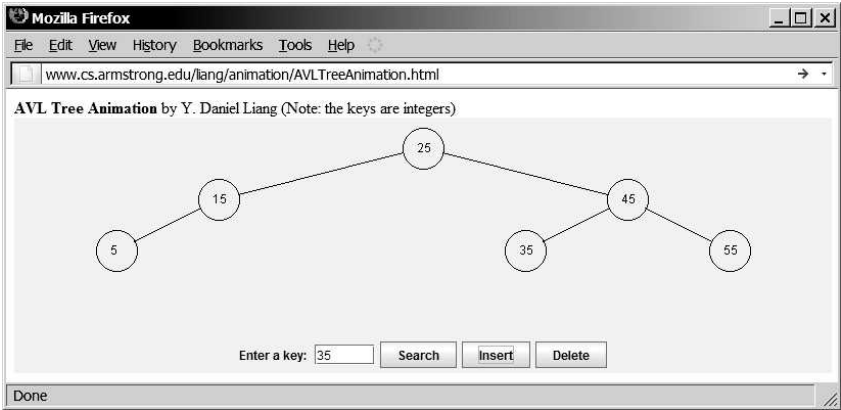 Mozilla Firefox
File Edit View History Bookmarks Tools Help
www.cs.armstrong.edu/liang/animation/AVLTreeAnimation.html
AVL Tree Animation by Y. Daniel Liang (Note: the keys are integers)
25
15 45
5 35 55
Enter a key: 35 Search Insert Delete
Done